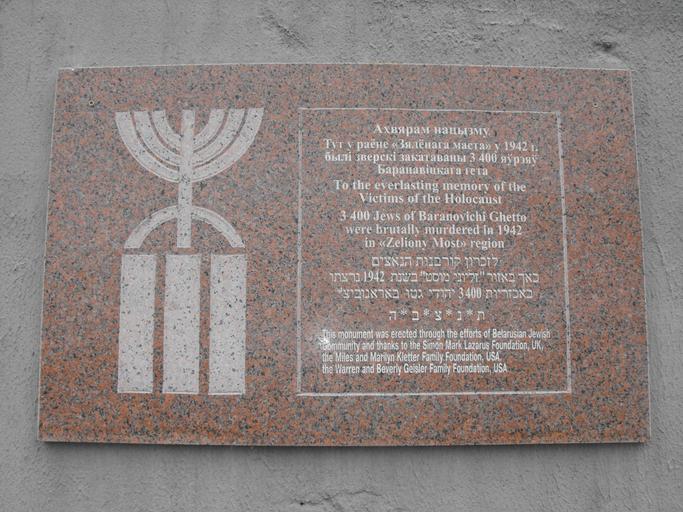 Ахвярам нацызму
Тут у раёне «Зялёнага маста» у 1942 г.
былі зверскі закатаваны 3 400 яўрэяў
Баранавіцкага гета
To the everlasting memory of the
Victims of the Holocaust
3 400 Jews of Baranovichi Ghetto
were brutally murdered in 1942
in «Zeliony Most» region
לזכרון קורבנות הנאצים
כאן באזור "זליוני מוסט" בשנת 1942 נרצחו
באכזריות 3400 יהודי גטו באראנוביצ'י
ת * נ * צ * ב * ה
This monument was erected through the efforts of Belarusian Jewish
Community and thanks to the Simon Mark Lazarus Foundation, UK,
the Miles and Marilyn Kletter Family Foundation, USA,
the Warren and Beverly Geisler Family Foundation, USA